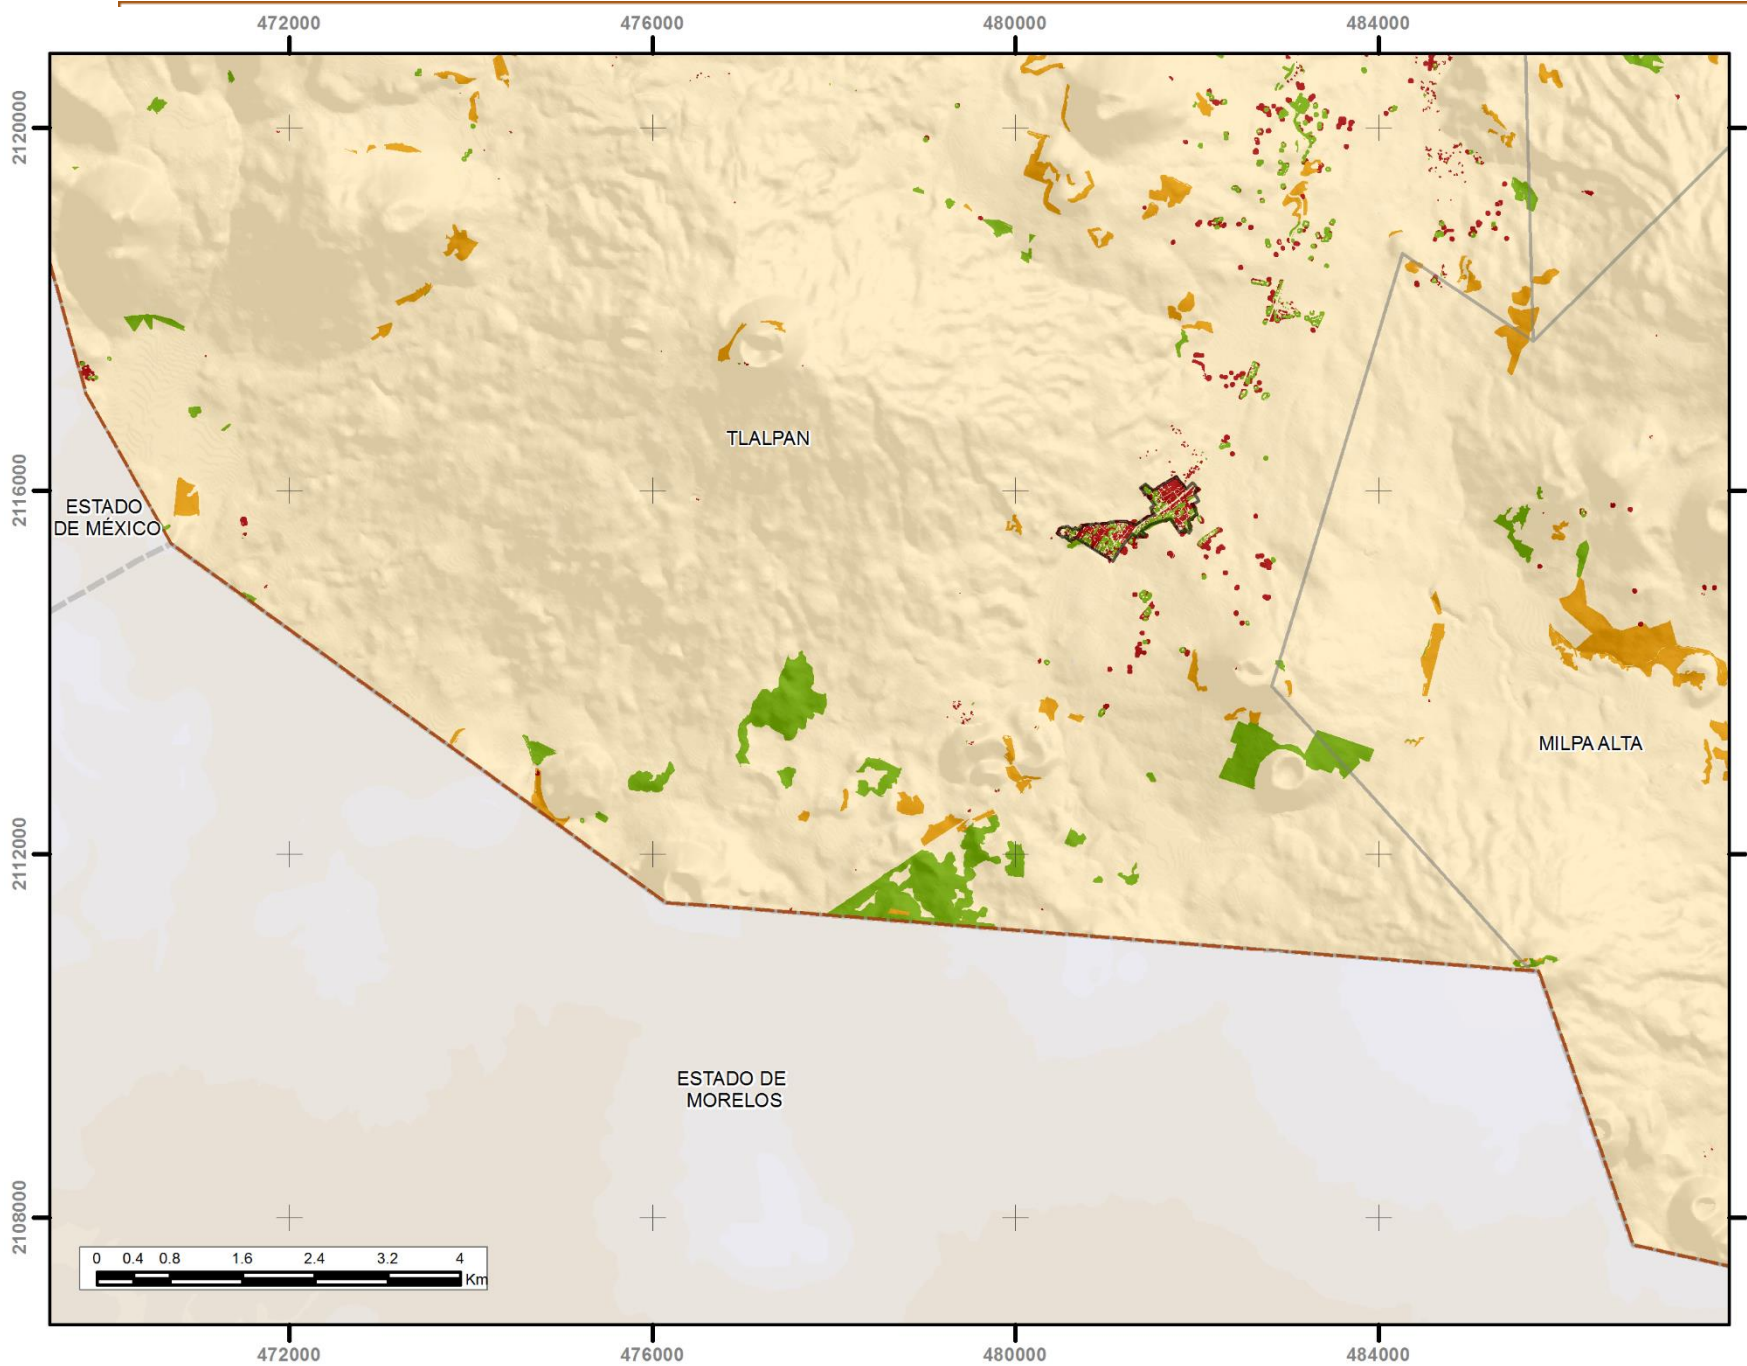 472000 476000 480000 484000
2120000
TLALPAN
2116000
ESTADO
DE MÉXICO
MILPA ALTA
2112000
ESTADO DE
MORELOS
2108000
0 0.4 0.8 1.6 2.4 3.2 4
Km
472000 476000 480000 484000